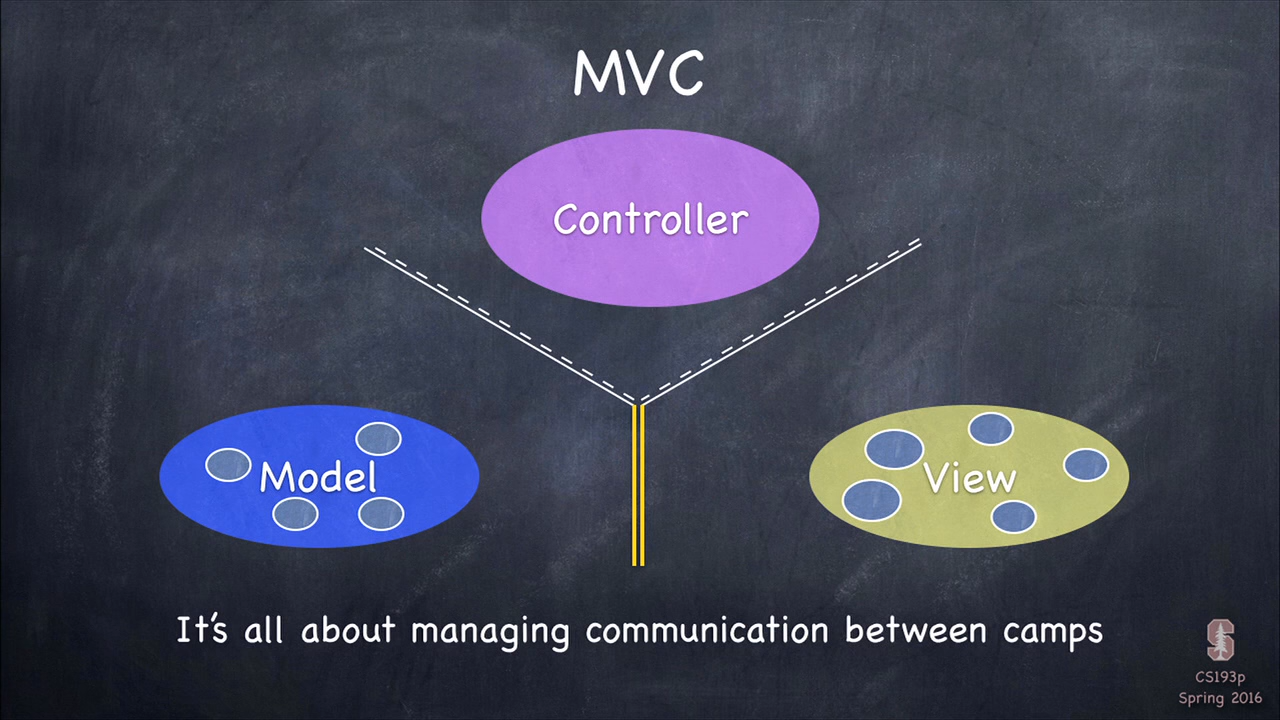 MVC
Controller
Model
View
It's all about managing communication between camps
CS193p
Spring 2016